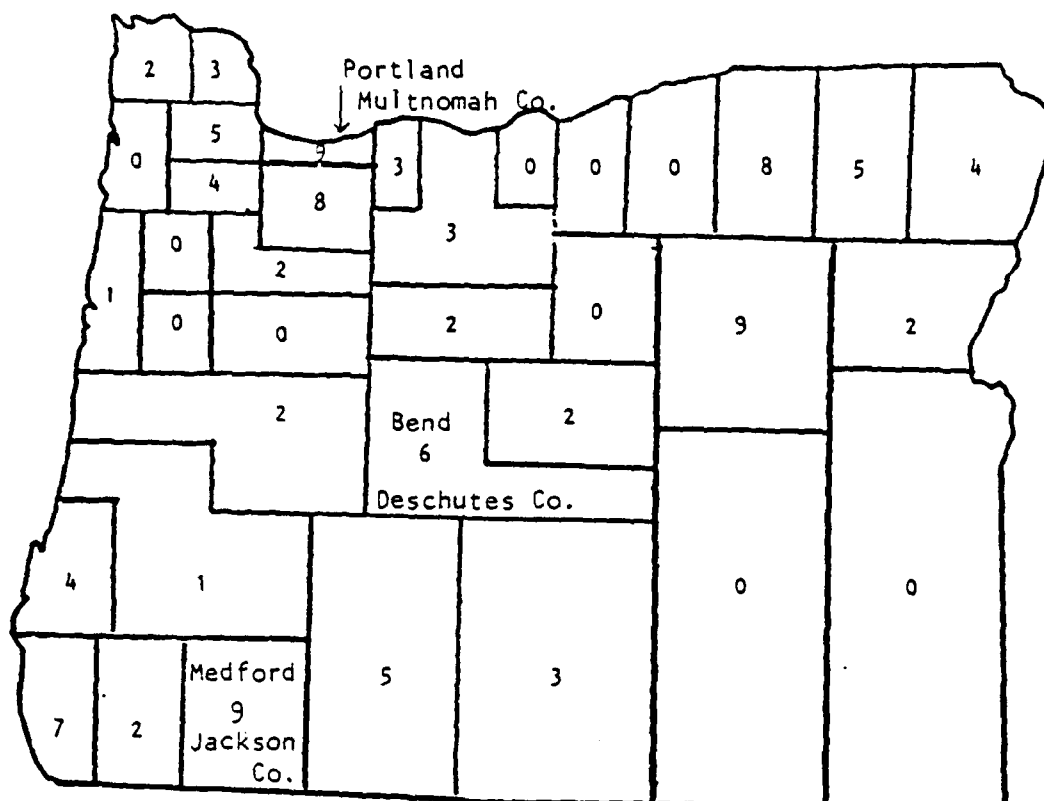 2 3
Portland
Multnomah Co.
5
9
0 3 0 0 0 8 5 4
4
8
3
0
2
1
0 0 2 0 9 2
0
2
Bend
6
2
Deschutes Co.
4 1 0 0
Medford
5 3
9
7 2
Jackson
Co.